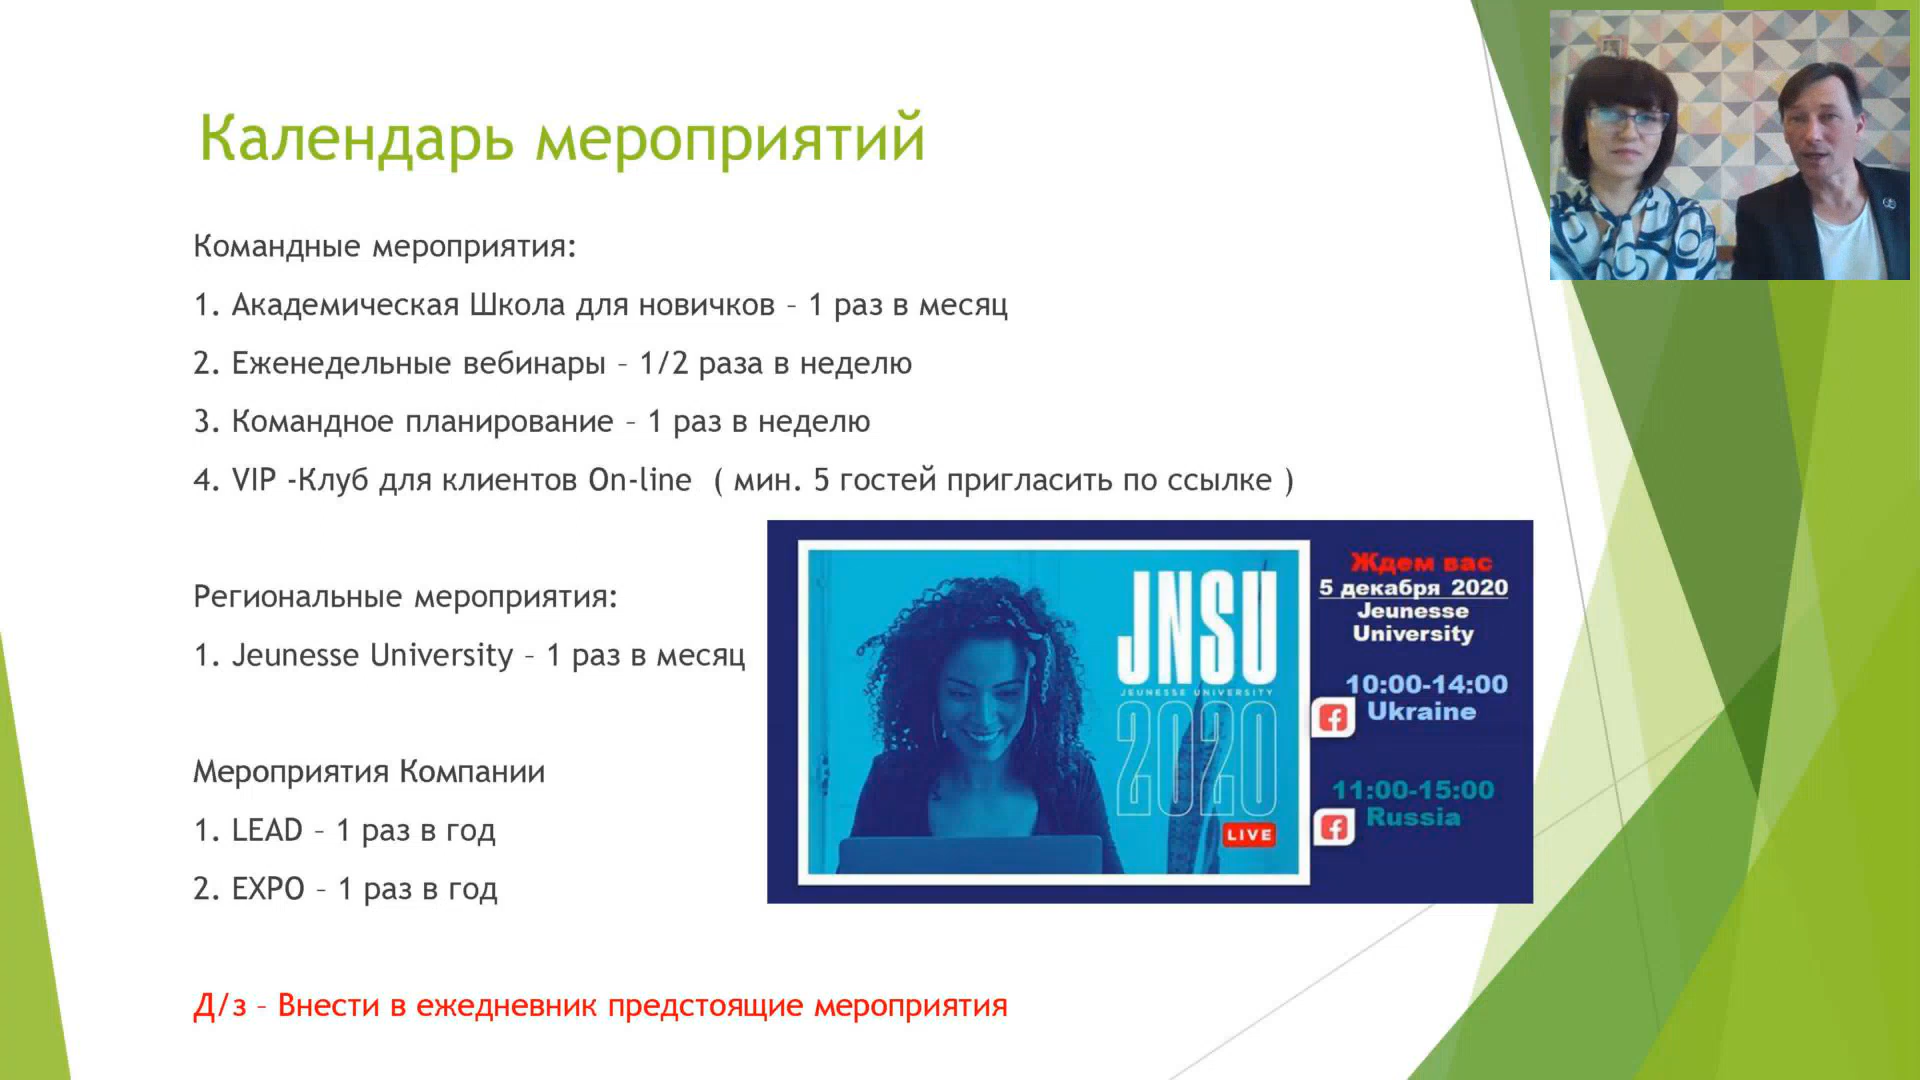 Календарь мероприятий
Командные мероприятия:
1. Академическая Школа для новичков – 1 раз в месяц
2. Еженедельные вебинары – 1/2 раза в неделю
3. Командное планирование – 1 раз в неделю
4. VIP -Клуб для клиентов On-line ( мин. 5 гостей пригласить по ссылке )
Региональные мероприятия:
1. Jeunesse University – 1 раз в месяц
Мероприятия Компании
1. LEAD – 1 раз в год
2. EXPO – 1 раз в год
Д/з – Внести в ежедневник предстоящие мероприятия
JNSU
JEUNESSE UNIVERSITY
2020
LIVE
Ждем вас
5 декабря 2020
Jeunesse
University
10:00-14:00
Ukraine
11:00-15:00
Russia